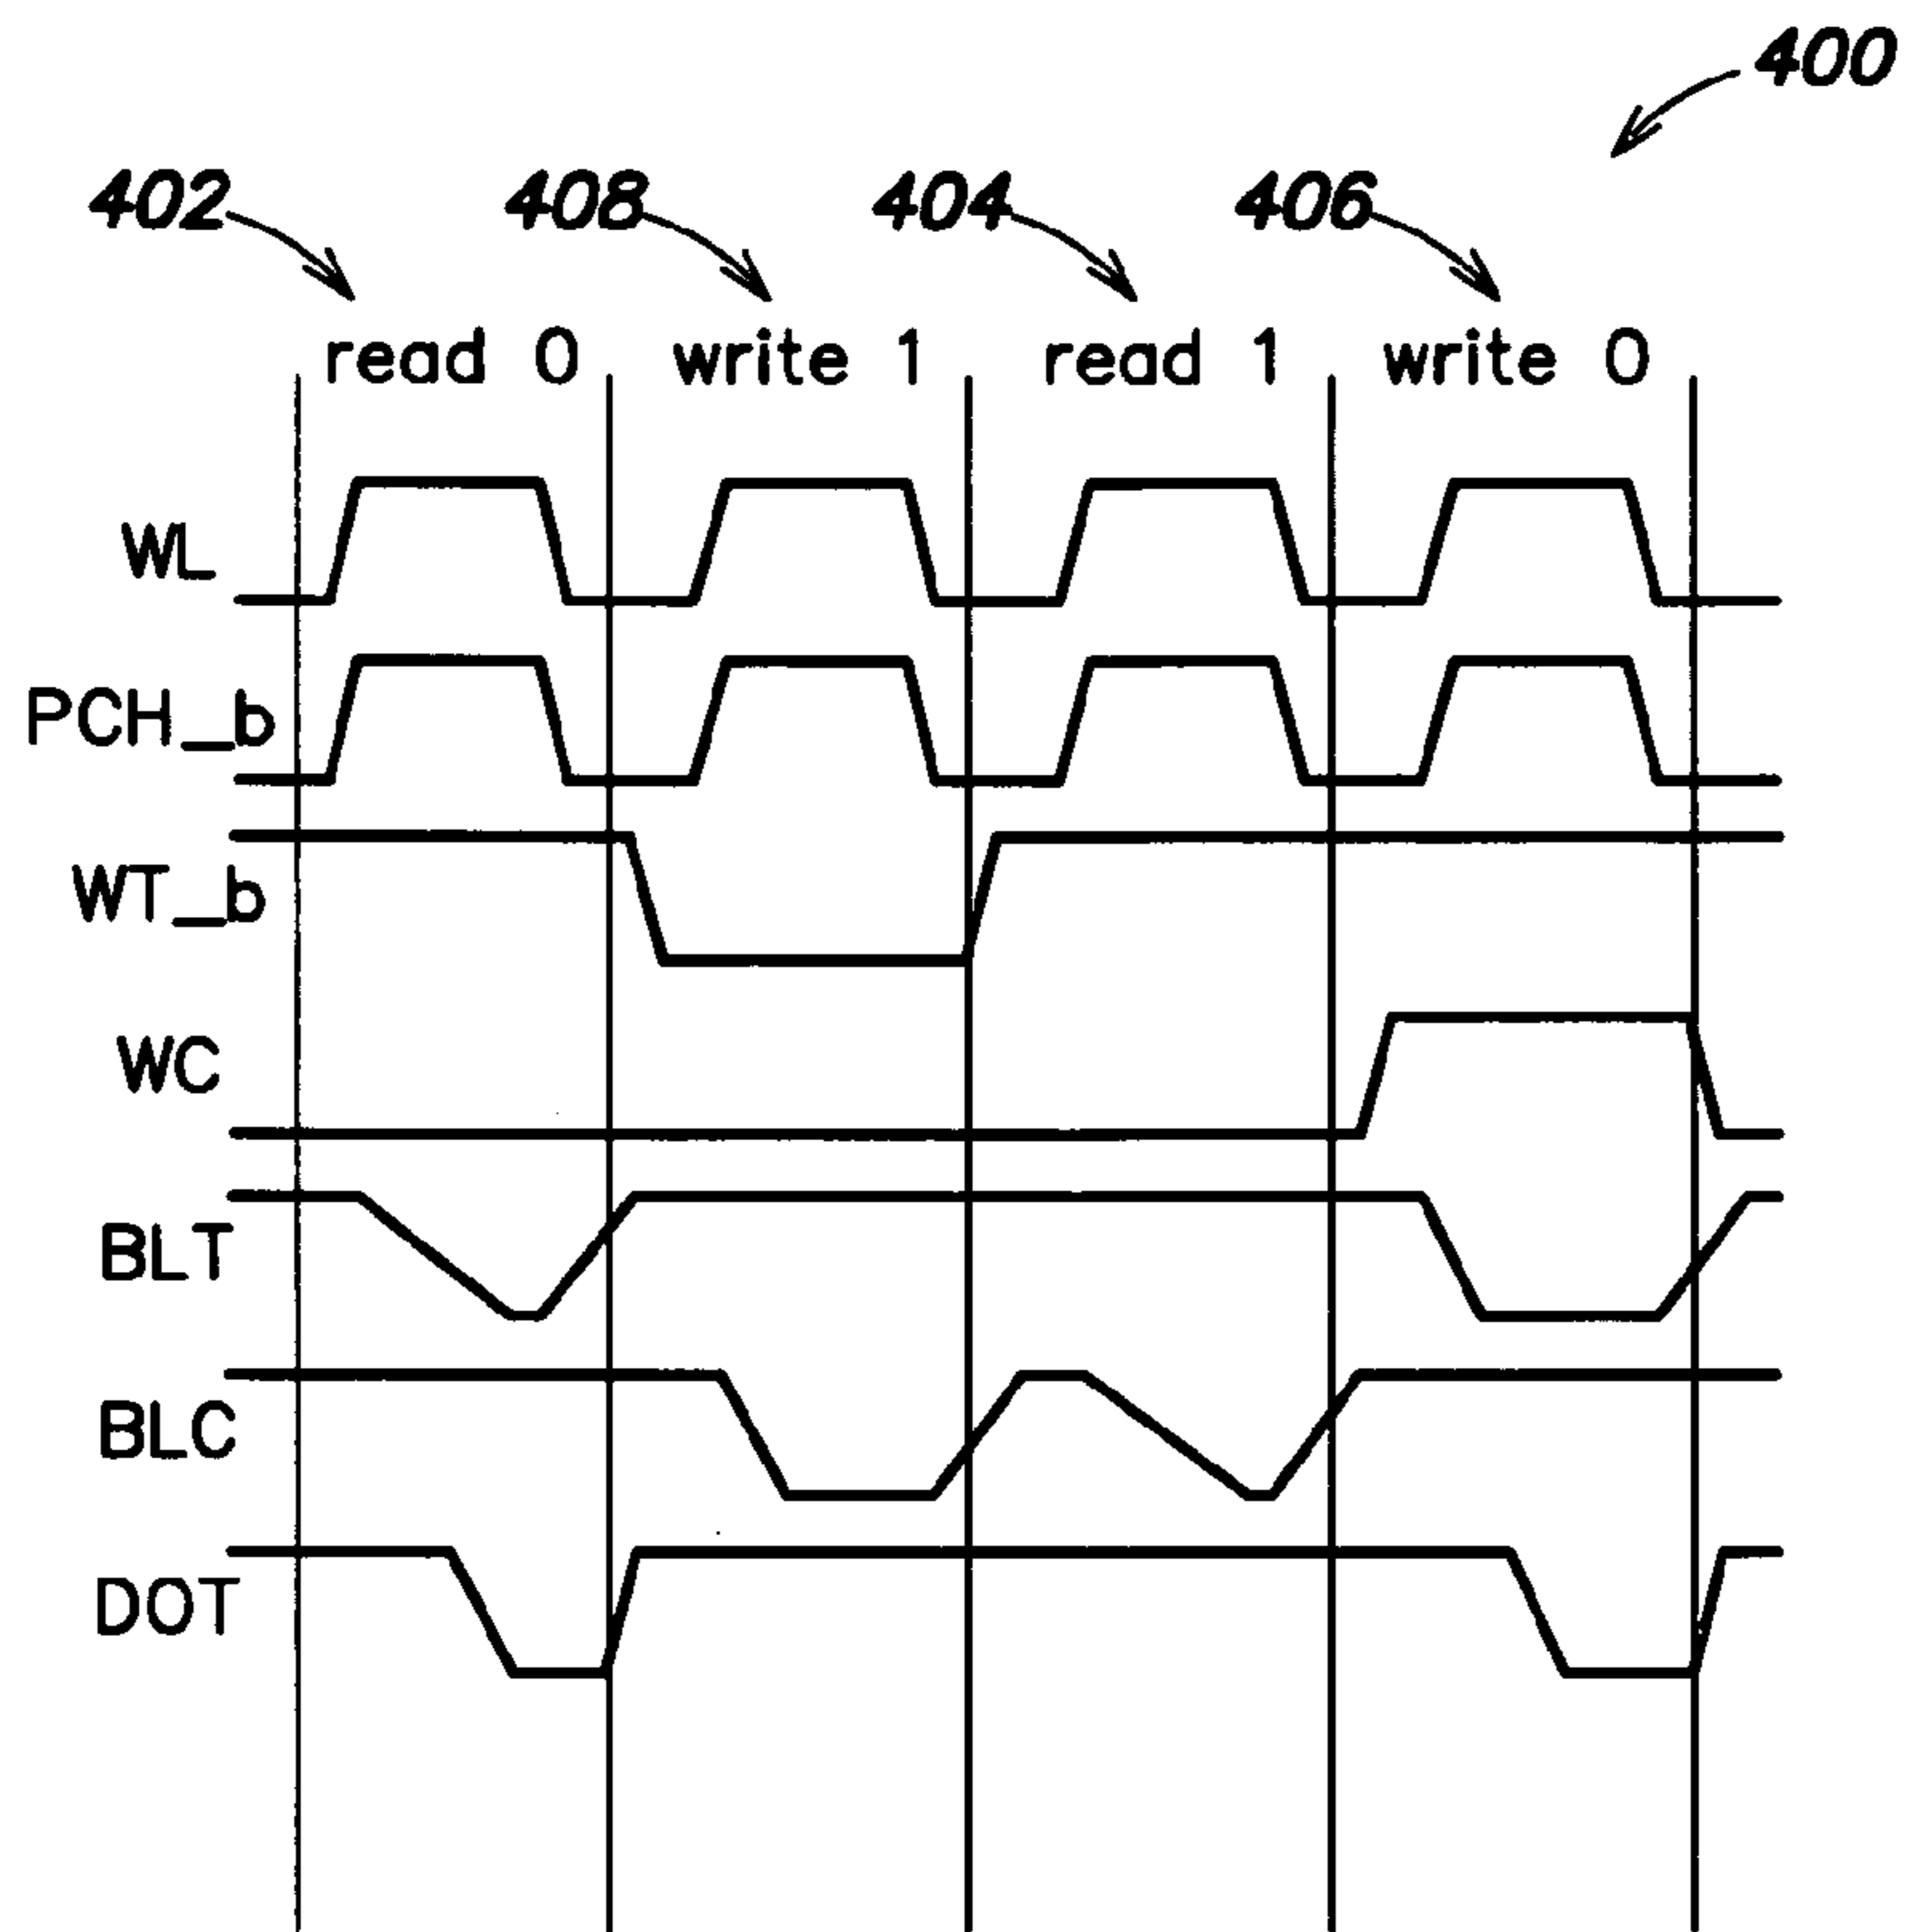 400
402 408 404 406
read 0 write 1 read 1 write 0
WL
PCH_b
WT_b
WC
BLT
BLC
DOT